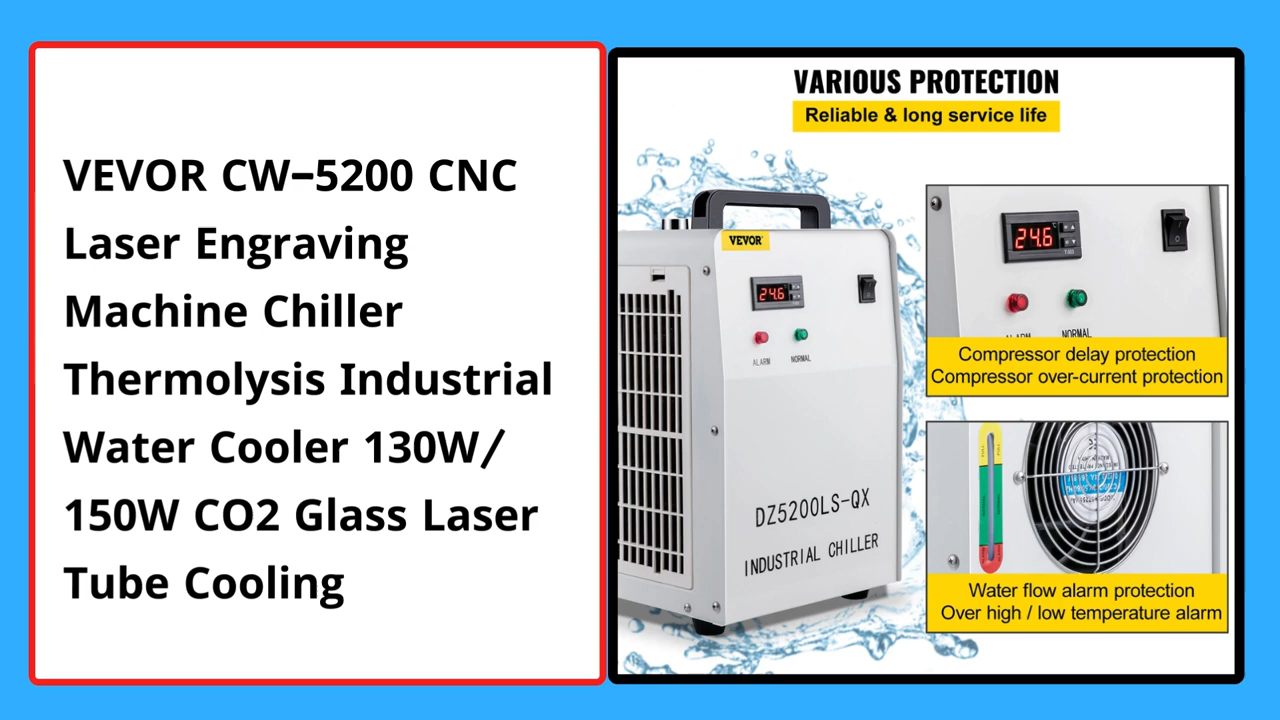 VEVOR CW-5200 CNC
Laser Engraving
Machine Chiller
Thermolysis Industrial
Water Cooler 130W/
150W CO2 Glass Laser
Tube Cooling
VARIOUS PROTECTION
Reliable & long service life
VEVOR
24.6
ALARM
NORMAL
DZ5200LS-QX
INDUSTRIAL CHILLER
24.6
ALARM
NORMAL
Compressor delay protection
Compressor over-current protection
Water flow alarm protection
Over high / low temperature alarm